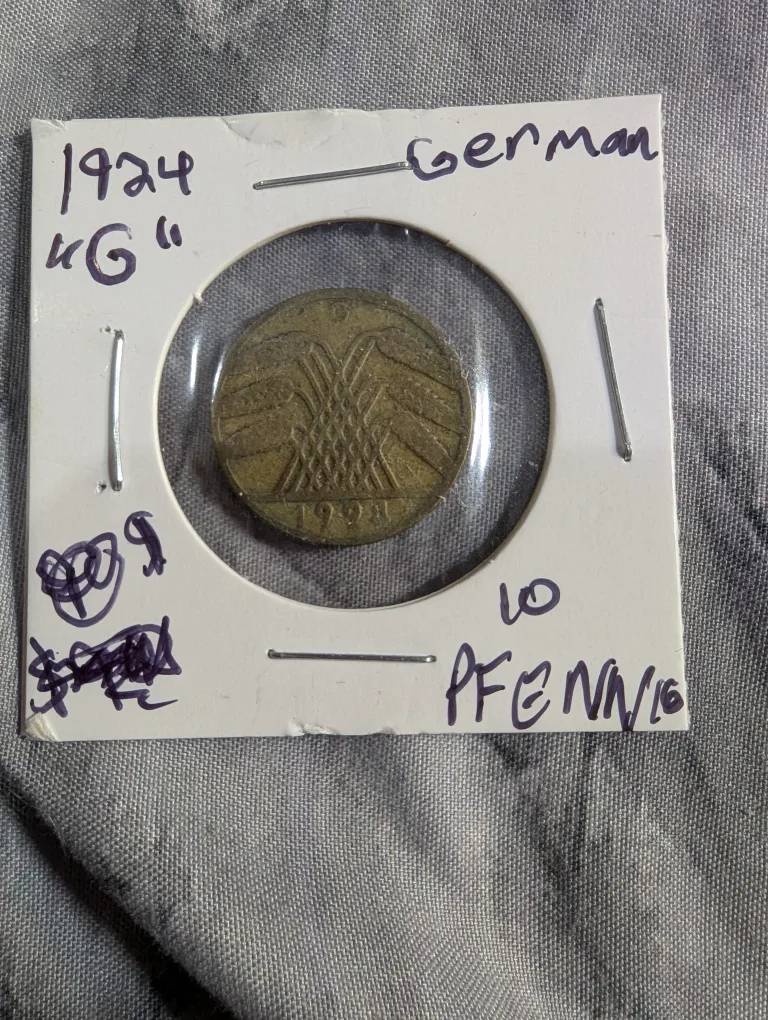 1924
German
"G"
G
10
PFENNIG